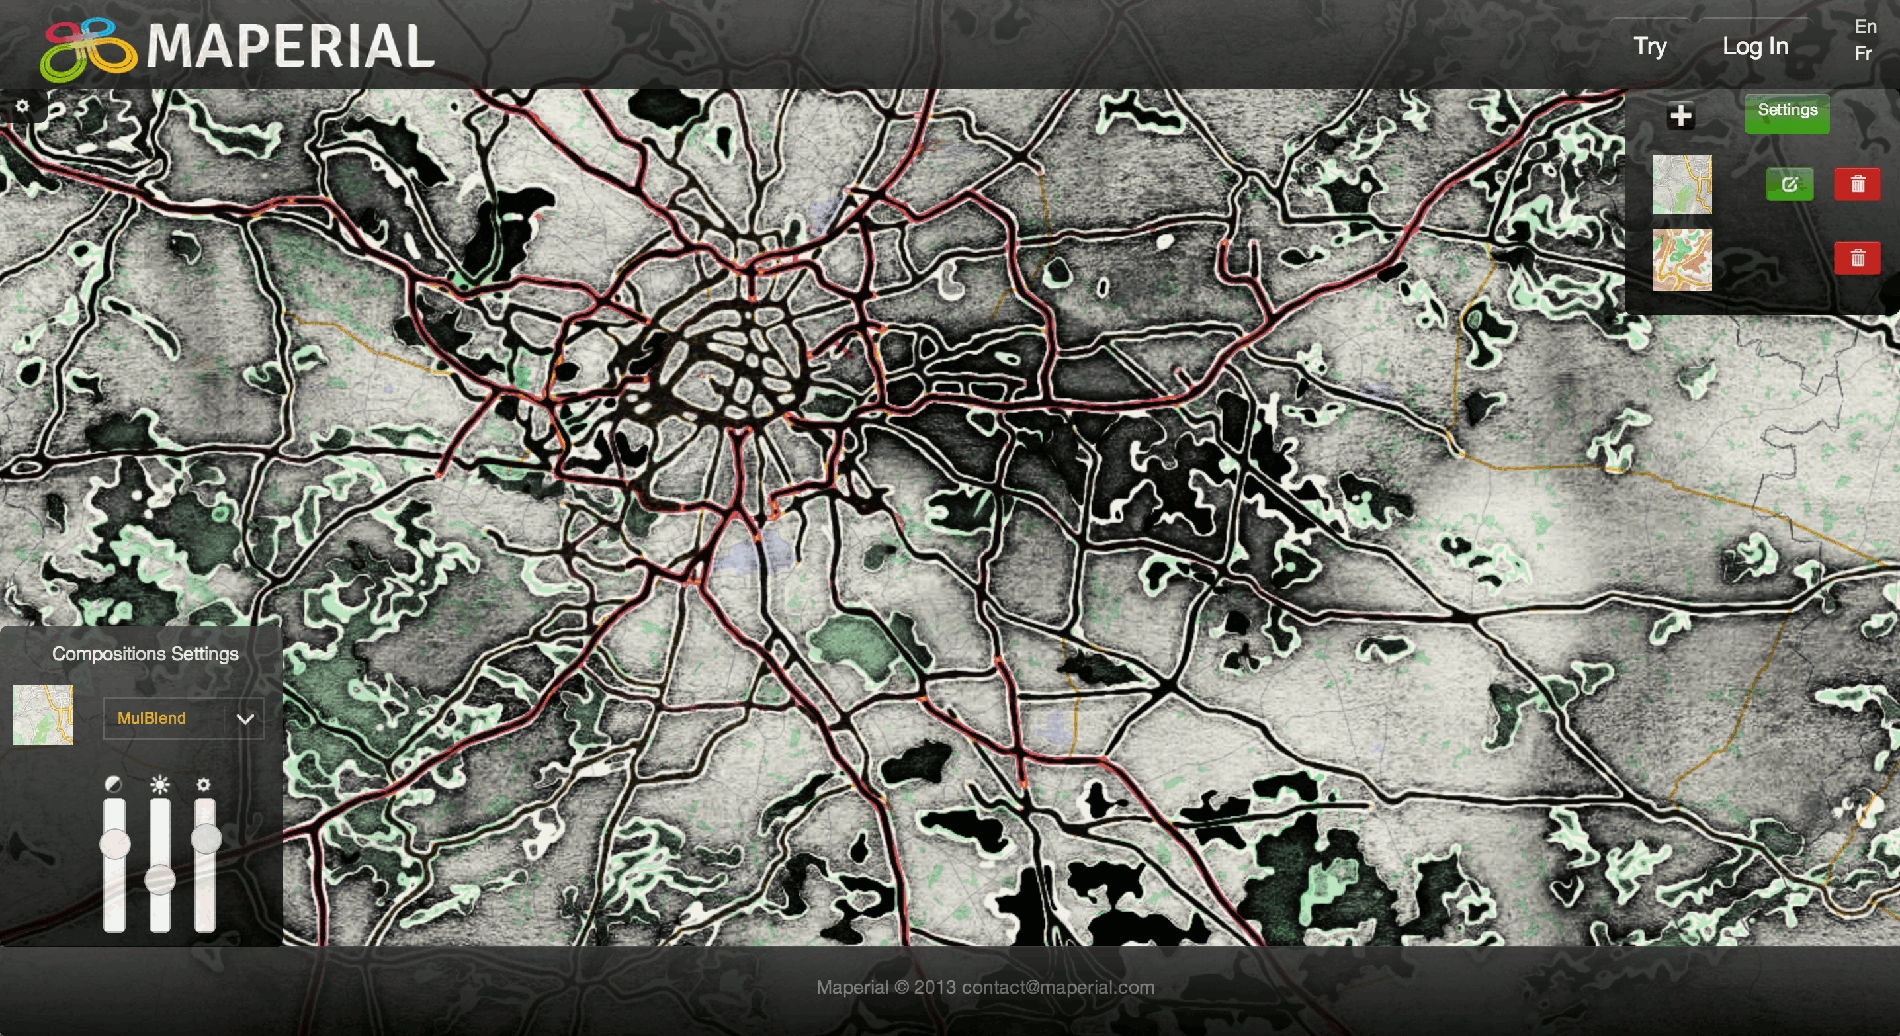 MAPERIAL
Try
Log In
En
Fr
Settings
Compositions Settings
MulBlend
Maperial © 2013 contact@maperial.com